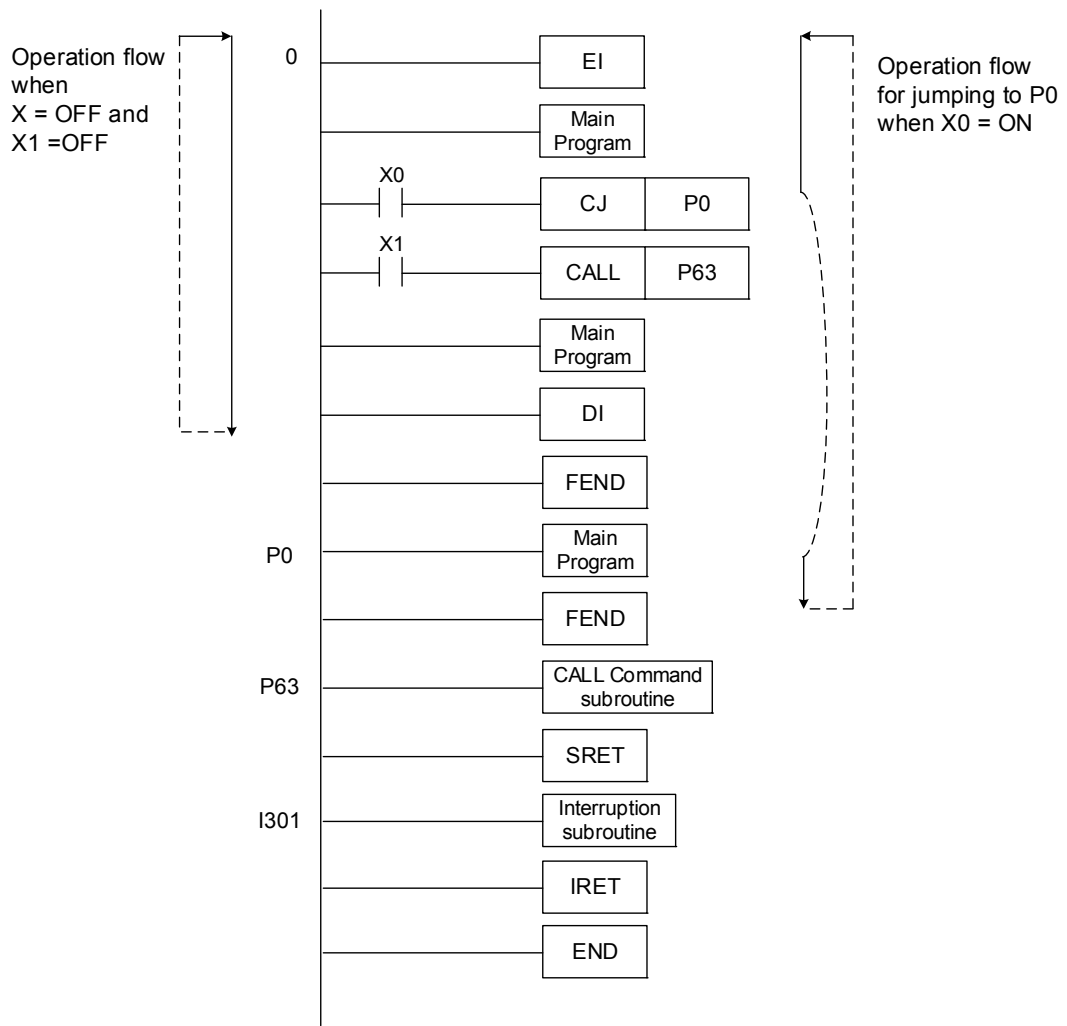 Operation flow
when
X = OFF and
X1 =OFF
0
EI
Operation flow
for jumping to P0
when X0 = ON
Main
Program
X0
CJ P0
X1
CALL P63
Main
Program
DI
FEND
P0
Main
Program
FEND
P63
CALL Command
subroutine
SRET
I301
Interruption
subroutine
IRET
END